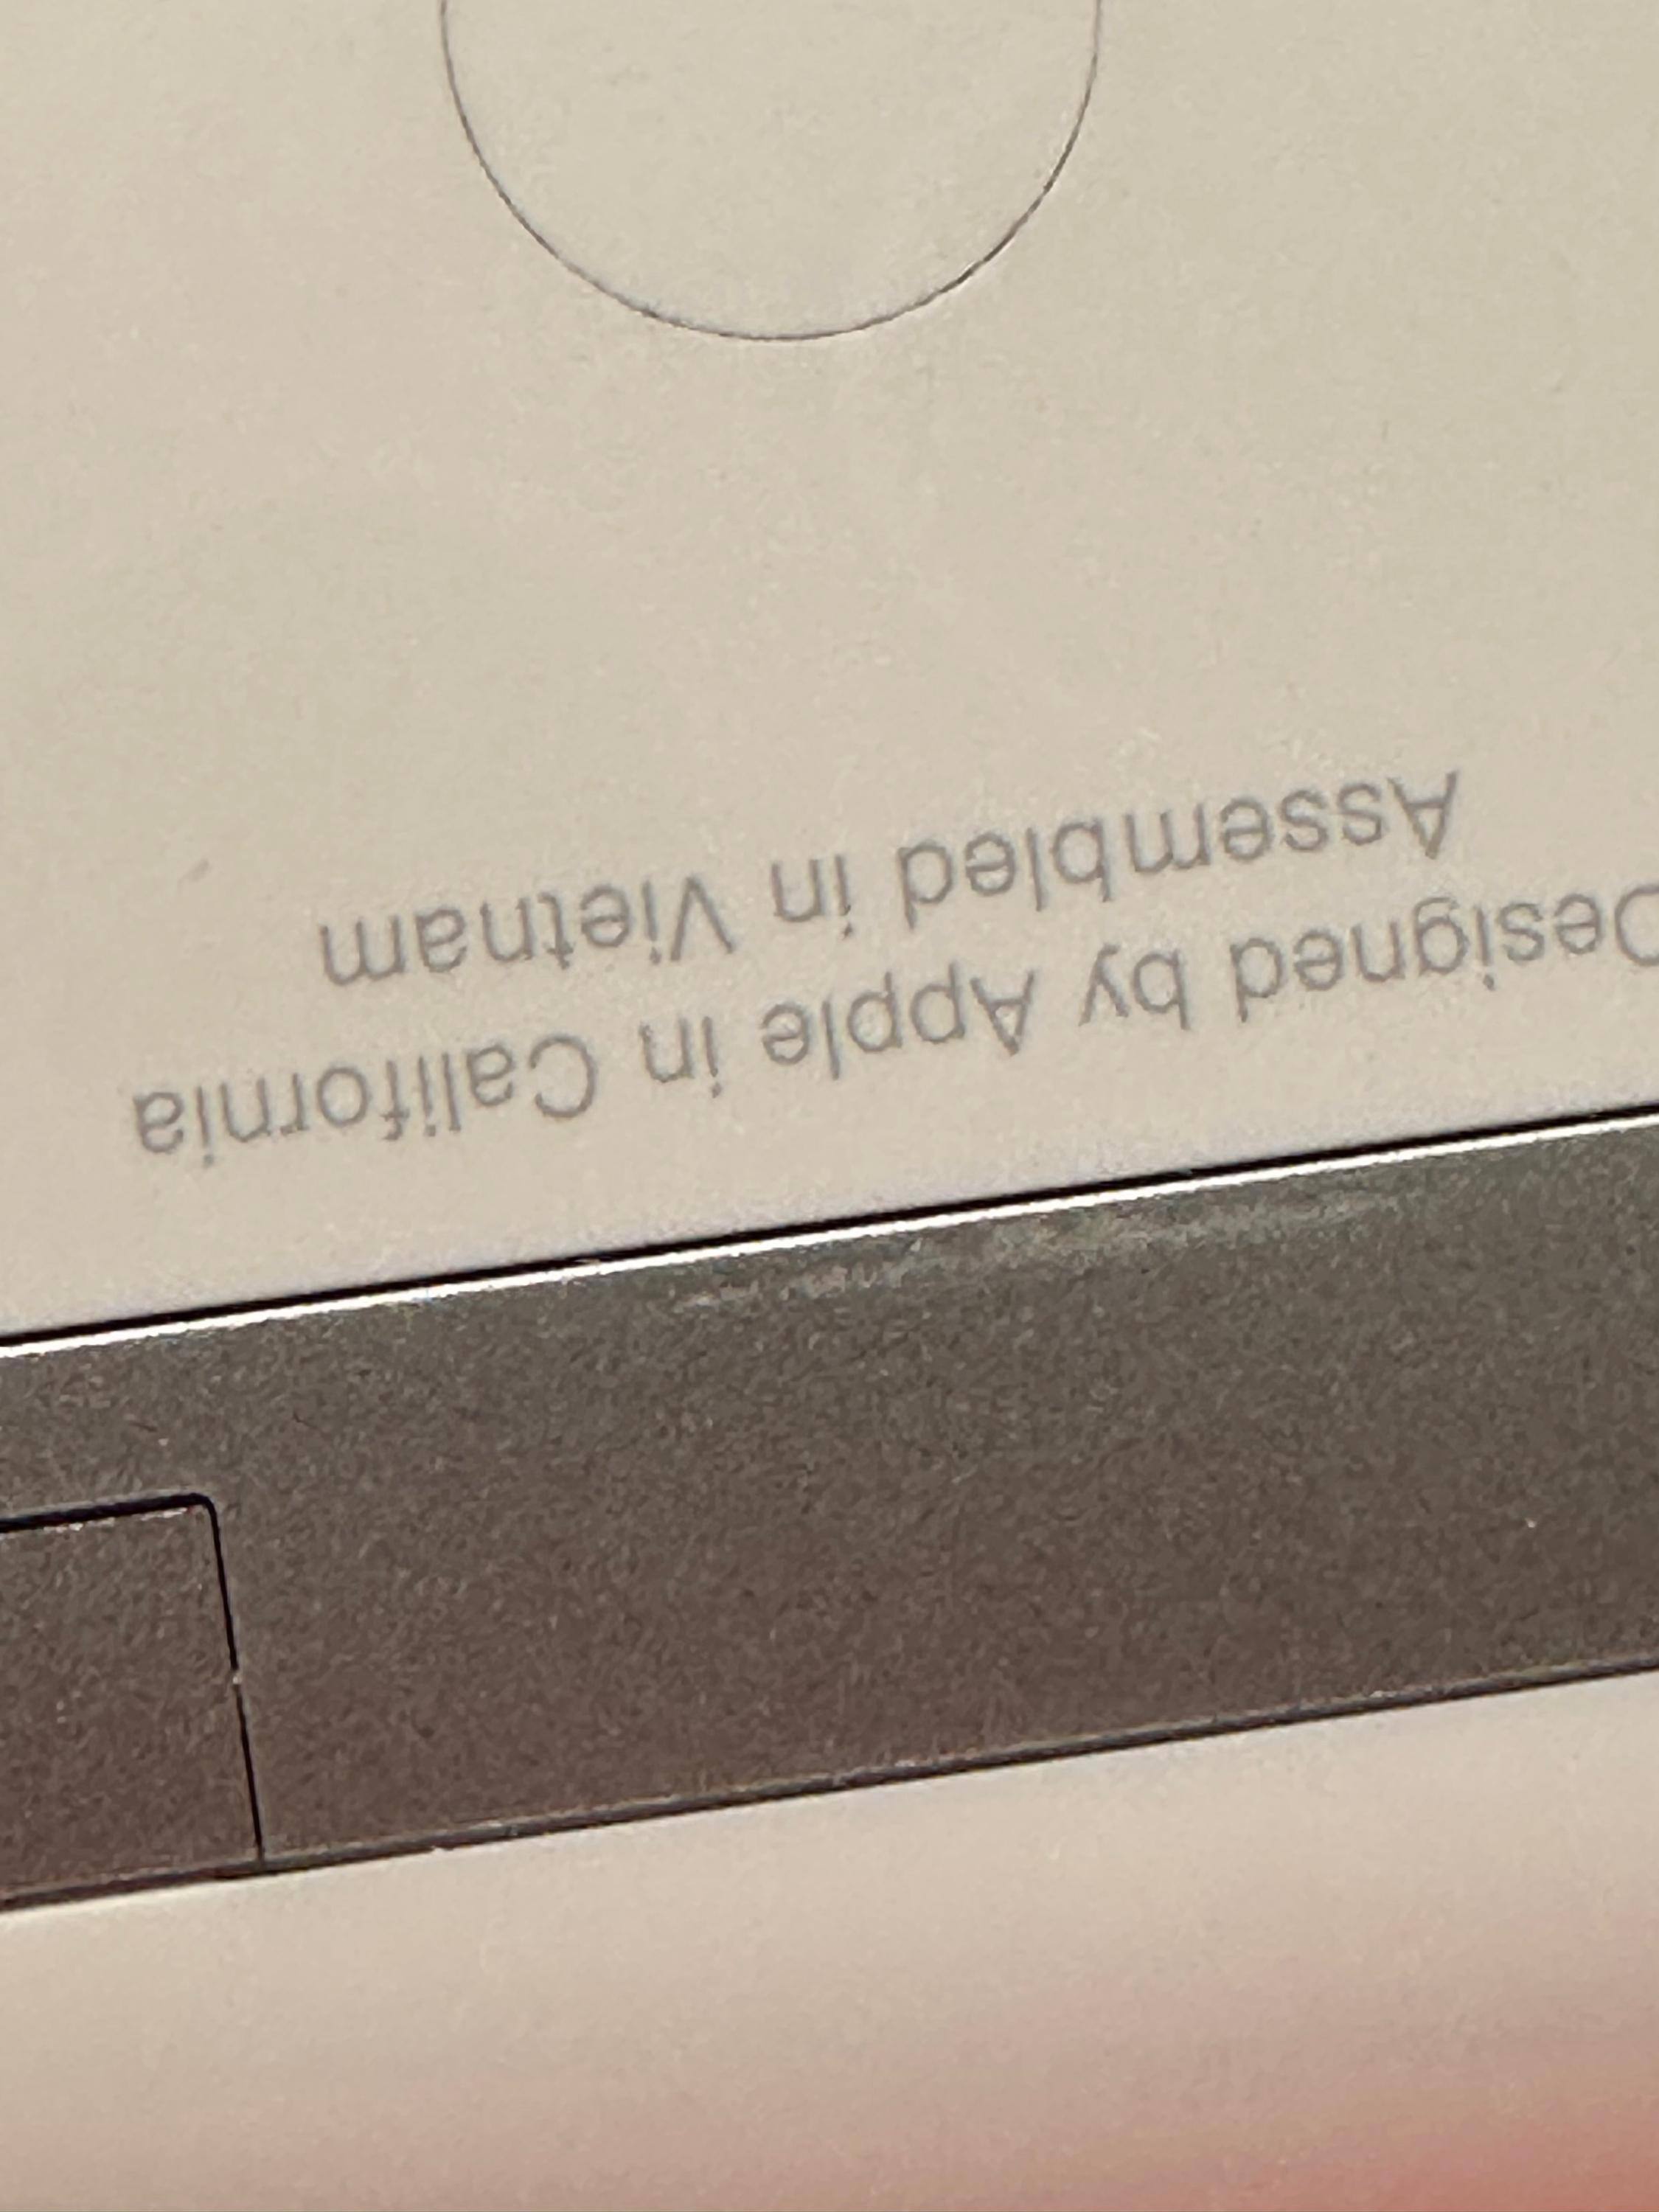 Designed by Apple in California
Assembled in Vietnam